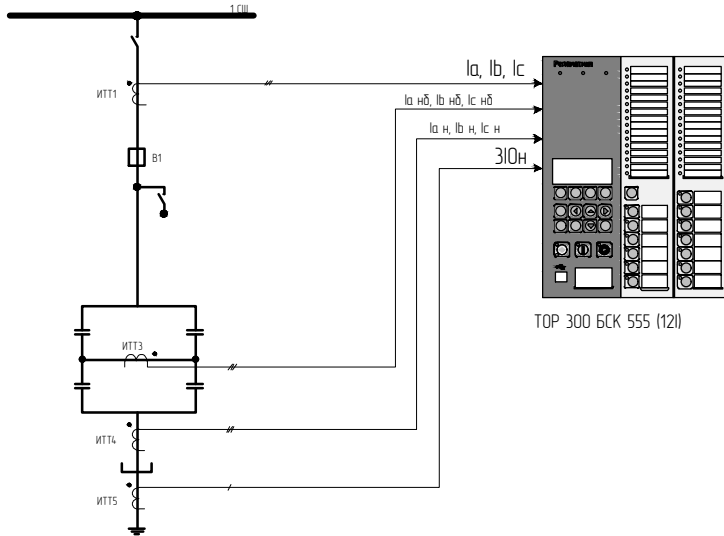 1 СШ
Ia, Ib, Ic
ИТТ1
Ia нб, Ib нб, Ic нб
Ia н, Ib н, Ic н
В1
3I0н
ТОР 300 БСК 555 (12I)
ИТТ3
ИТТ4
ИТТ5